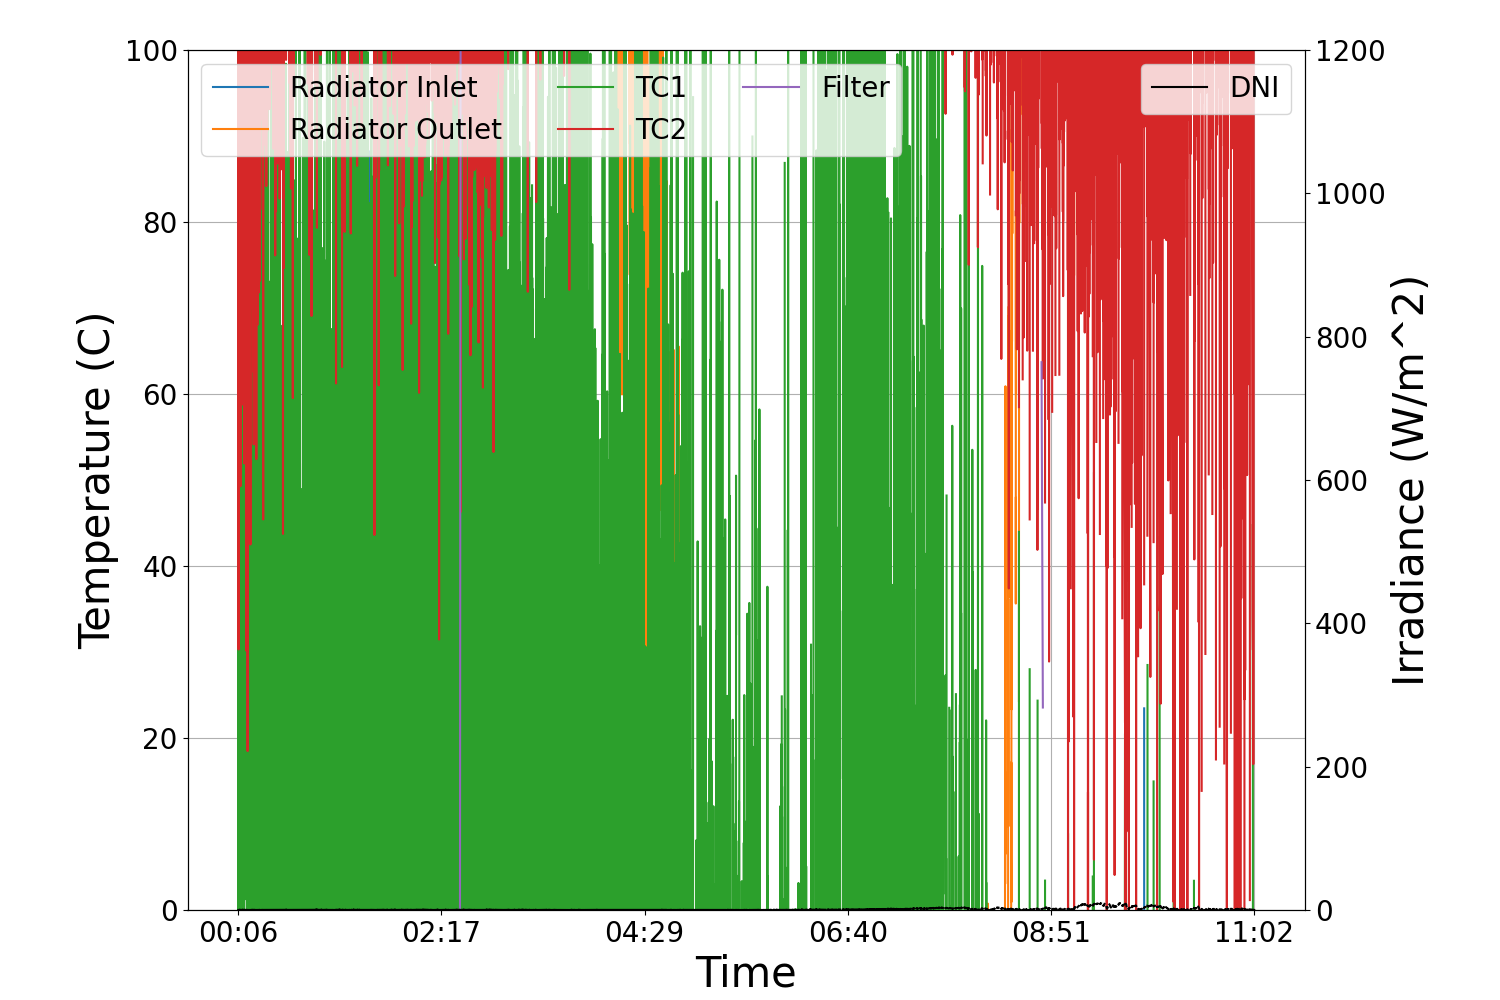 Radiator Inlet
Radiator Outlet
TC1
TC2
Filter
DNI
Temperature (C)
100
80
60
40
20
0
1200
1000
800
600
400
200
0
Irradiance (W/m^2)
00:06 02:17 04:29 06:40 08:51 11:02
Time